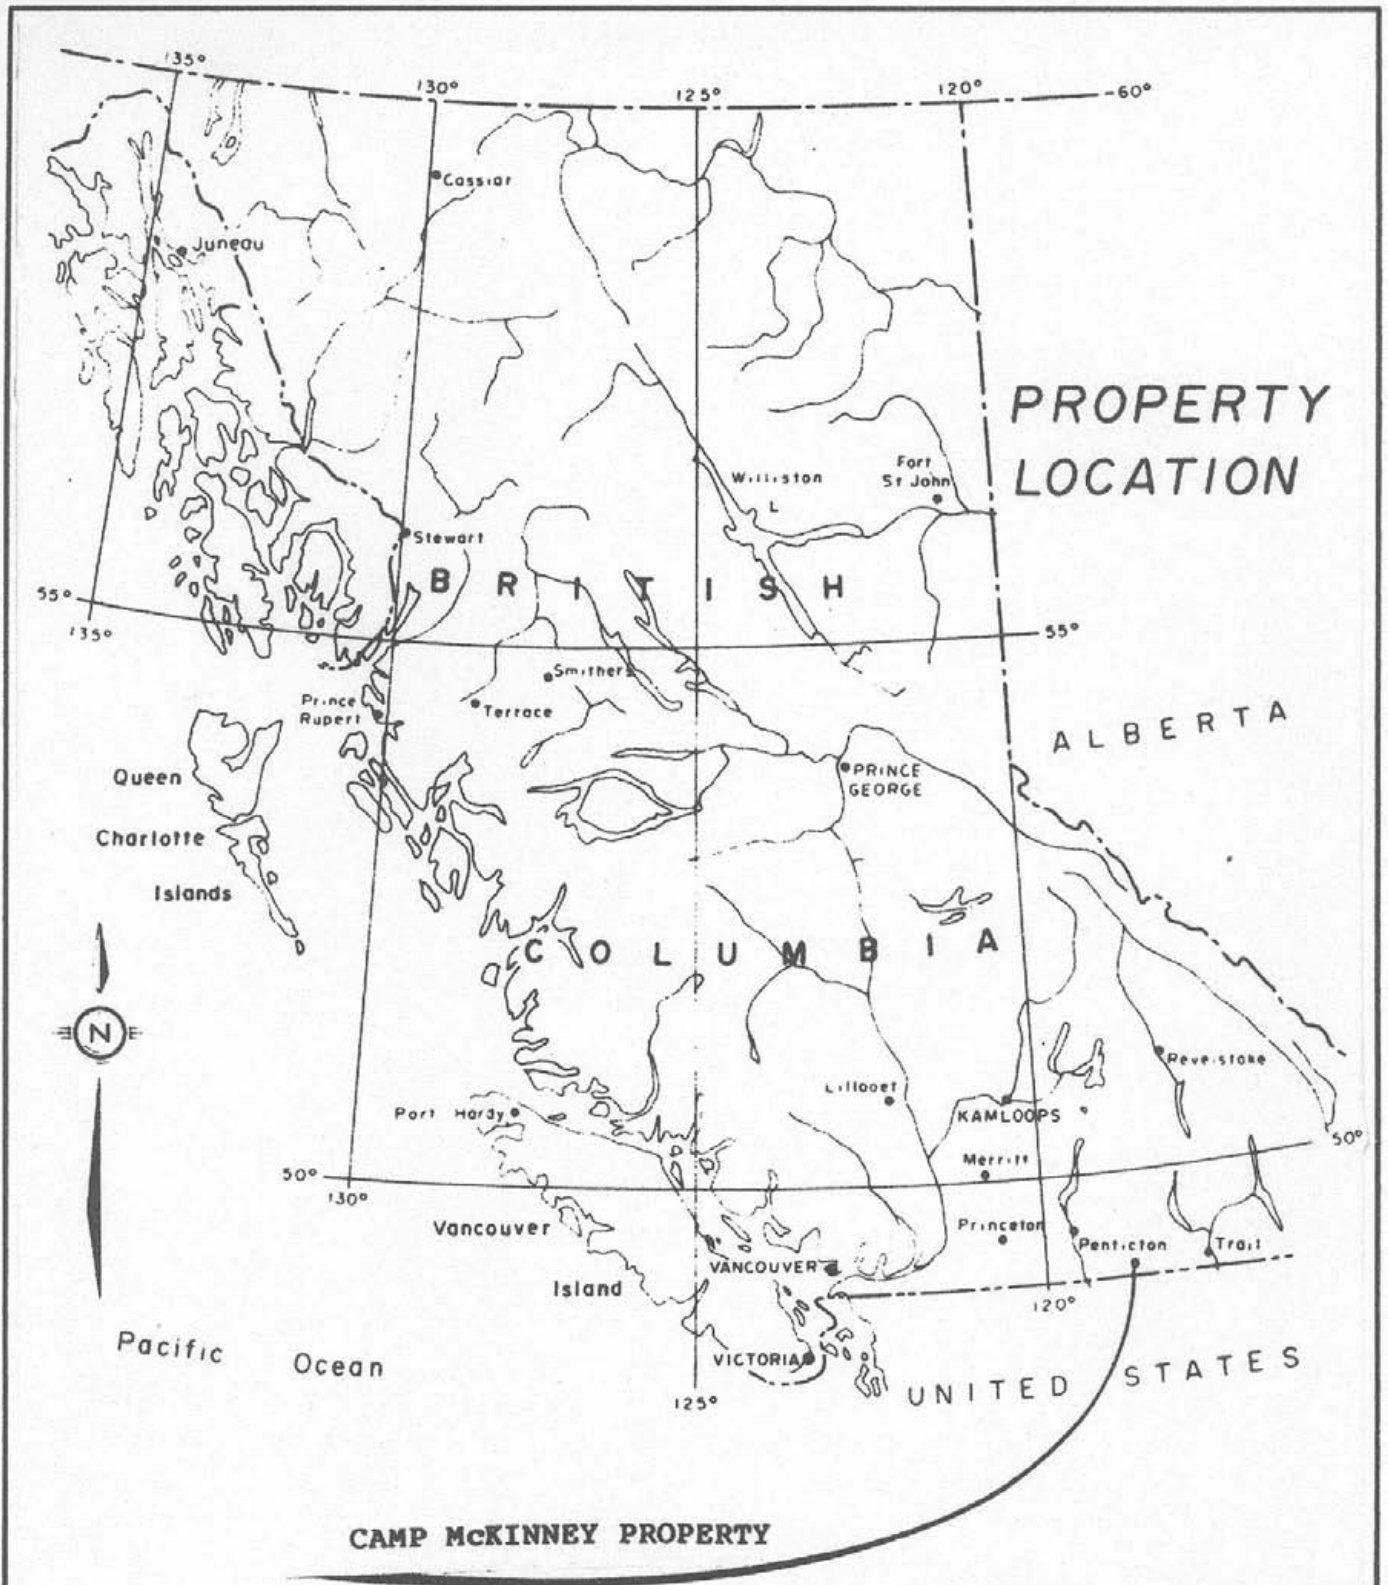 135°
130°
125°
120°
60°
Cassiar
Juneau
PROPERTY
LOCATION
Williston
L
Fort
St John
Stewart
BRITISH
55°
135°
55°
Smithers
Prince
Rupert
Terrace
ALBERTA
Queen
Charlotte
Islands
PRINCE
GEORGE
COLUMBIA
N
Revelstoke
Lillooet
Port Hardy
KAMLOOPS
50°
Merritt
50°
130°
Vancouver
Island
Princeton
Penticton
Trail
VANCOUVER
120°
Pacific Ocean
VICTORIA
UNITED STATES
125°
CAMP McKINNEY PROPERTY